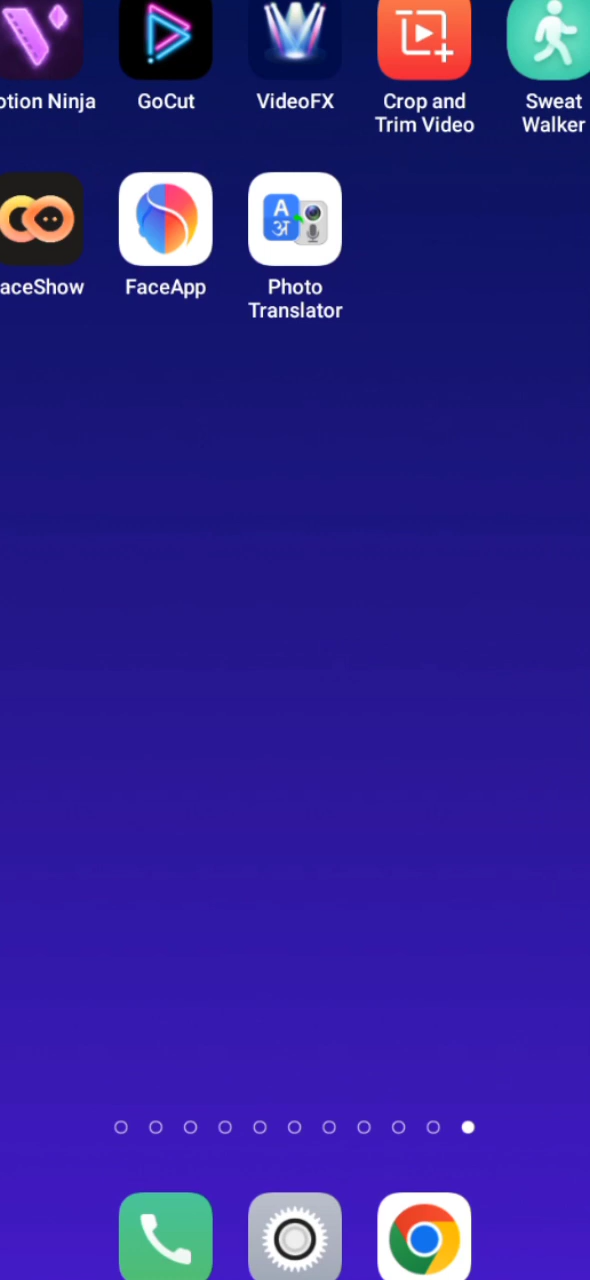 otion Ninja
GoCut
VideoFX
Crop and
Trim Video
Sweat
Walker
aceShow
FaceApp
A
अ
Photo
Translator